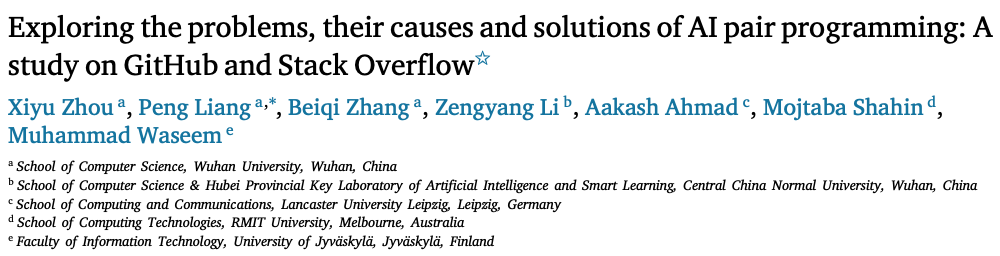 Exploring the problems, their causes and solutions of AI pair programming: A
study on GitHub and Stack Overflow☆
Xiyu Zhou a, Peng Liang a,*, Beiqi Zhang a, Zengyang Li b, Aakash Ahmad c, Mojtaba Shahin d,
Muhammad Waseem e
a School of Computer Science, Wuhan University, Wuhan, China
b School of Computer Science & Hubei Provincial Key Laboratory of Artificial Intelligence and Smart Learning, Central China Normal University, Wuhan, China
c School of Computing and Communications, Lancaster University Leipzig, Leipzig, Germany
d School of Computing Technologies, RMIT University, Melbourne, Australia
e Faculty of Information Technology, University of Jyväskylä, Jyväskylä, Finland